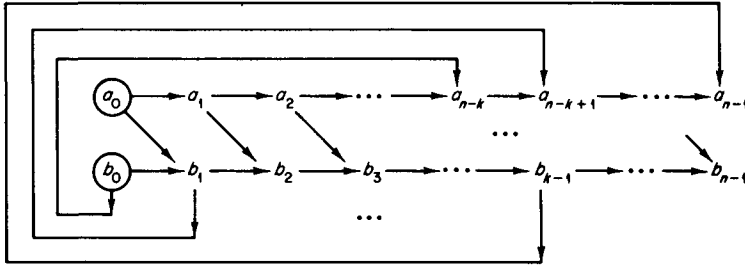 a₀ a₁ a₂ ··· aₙ₋ₖ aₙ₋ₖ₊₁ ··· aₙ₋₁
···
b₀ b₁ b₂ b₃ ··· bₖ₋₁ ··· bₙ₋₁
···